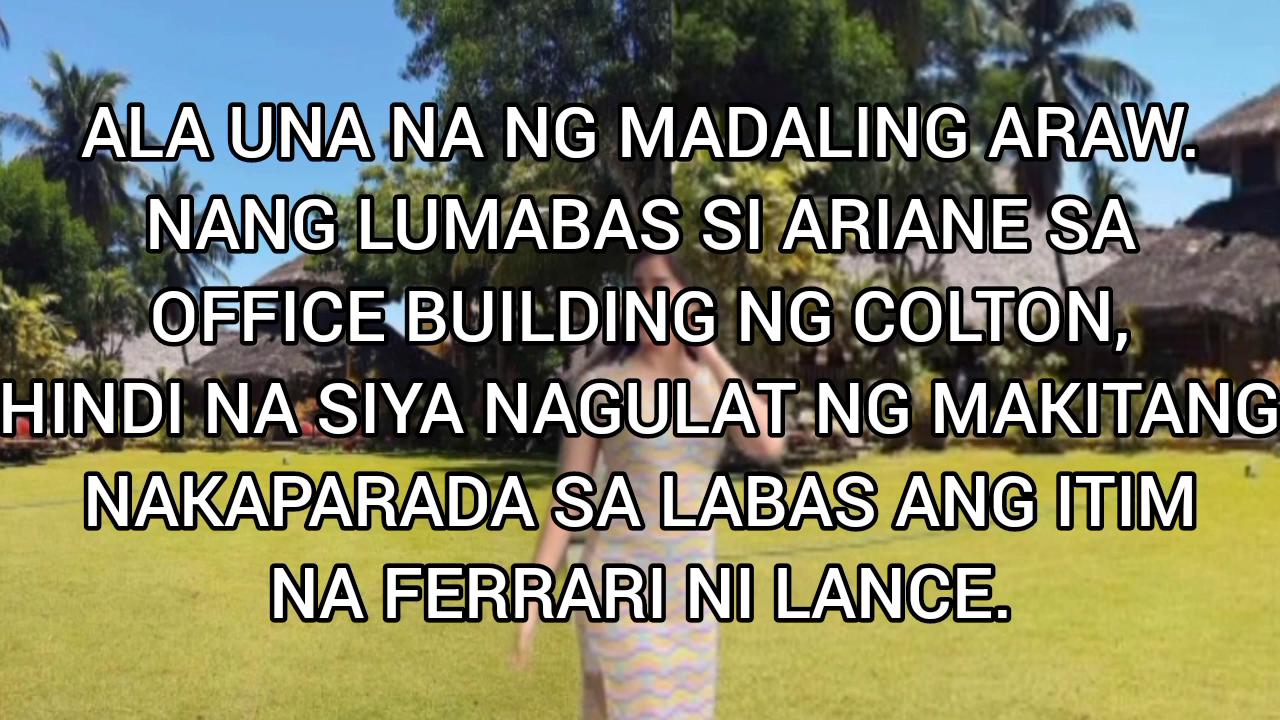 ALA UNA NA NG MADALING ARAW.
NANG LUMABAS SI ARIANE SA
OFFICE BUILDING NG COLTON,
HINDI NA SIYA NAGULAT NG MAKITANG
NAKAPARADA SA LABAS ANG ITIM
NA FERRARI NI LANCE.